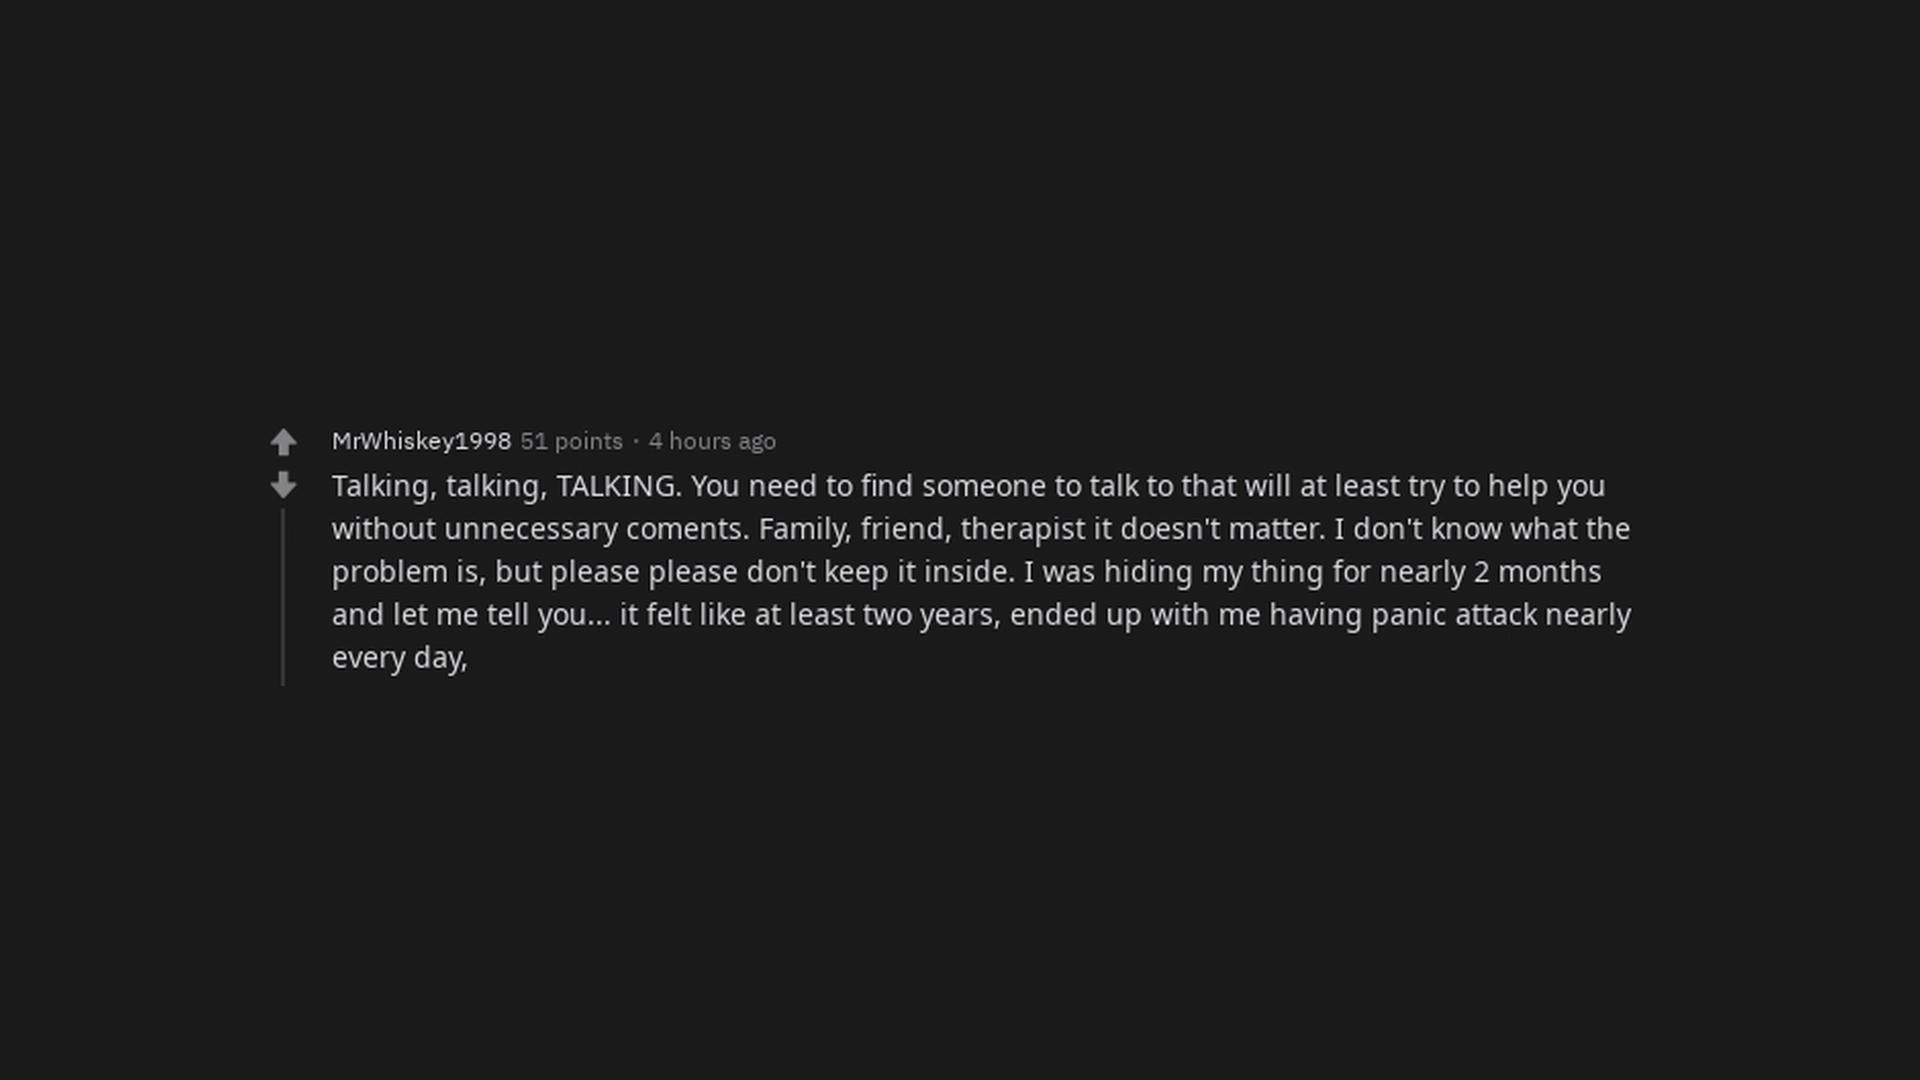 MrWhiskey1998 51 points · 4 hours ago
Talking, talking, TALKING. You need to find someone to talk to that will at least try to help you
without unnecessary coments. Family, friend, therapist it doesn't matter. I don't know what the
problem is, but please please don't keep it inside. I was hiding my thing for nearly 2 months
and let me tell you... it felt like at least two years, ended up with me having panic attack nearly
every day,